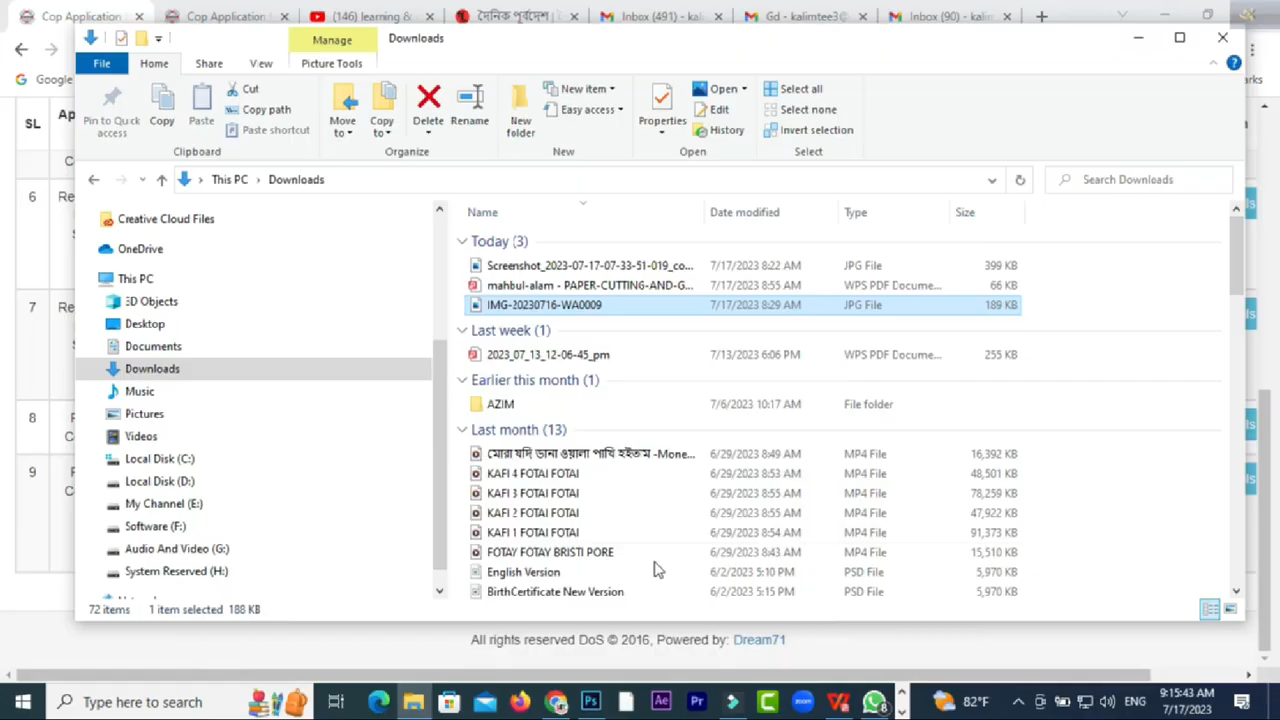 Cop Application
Cop Application
(146) learning &
দৈনিক পূর্বদেশ
Inbox (491) - kali
Gd - kalimtee3@
Inbox (90) - kalim
Manage
Downloads
File
Home
Share
View
Picture Tools
Google
Pin to Quick access
Copy
Paste
Cut
Copy path
Paste shortcut
Move to
Copy to
Delete
Rename
New folder
New item
Easy access
Properties
Open
Edit
History
Select all
Select none
Invert selection
Clipboard
Organize
New
Open
Select
SL
Ap
This PC
Downloads
Search Downloads
6
Re
7
Re
8
9
Creative Cloud Files
OneDrive
This PC
3D Objects
Desktop
Documents
Downloads
Music
Pictures
Videos
Local Disk (C:)
Local Disk (D:)
My Channel (E:)
Software (F:)
Audio And Video (G:)
System Reserved (H:)
Name Date modified Type Size
Today (3)
Screenshot_2023-07-17-07-33-51-019_co... 7/17/2023 8:22 AM JPG File 399 KB
mahbul-alam - PAPER-CUTTING-AND-G... 7/17/2023 8:55 AM WPS PDF Docume... 66 KB
IMG-20230716-WA0009 7/17/2023 8:29 AM JPG File 189 KB
Last week (1)
2023_07_13_12-06-45_pm 7/13/2023 6:06 PM WPS PDF Docume... 255 KB
Earlier this month (1)
AZIM 7/6/2023 10:17 AM File folder
Last month (13)
মোরা যদি ডানা ওয়ালা পাখি হইতাম -Mone... 6/29/2023 8:49 AM MP4 File 16,392 KB
KAFI 4 FOTAI FOTAI 6/29/2023 8:53 AM MP4 File 48,501 KB
KAFI 3 FOTAI FOTAI 6/29/2023 8:55 AM MP4 File 78,259 KB
KAFI 2 FOTAI FOTAI 6/29/2023 8:55 AM MP4 File 47,922 KB
KAFI 1 FOTAI FOTAI 6/29/2023 8:54 AM MP4 File 91,373 KB
FOTAY FOTAY BRISTI PORE 6/29/2023 8:43 AM MP4 File 15,510 KB
English Version 6/2/2023 5:10 PM PSD File 5,970 KB
BirthCertificate New Version 6/2/2023 5:15 PM PSD File 5,970 KB
72 items 1 item selected 188 KB
All rights reserved DoS © 2016, Powered by: Dream71
Type here to search
82°F
ENG
9:15:43 AM
7/17/2023